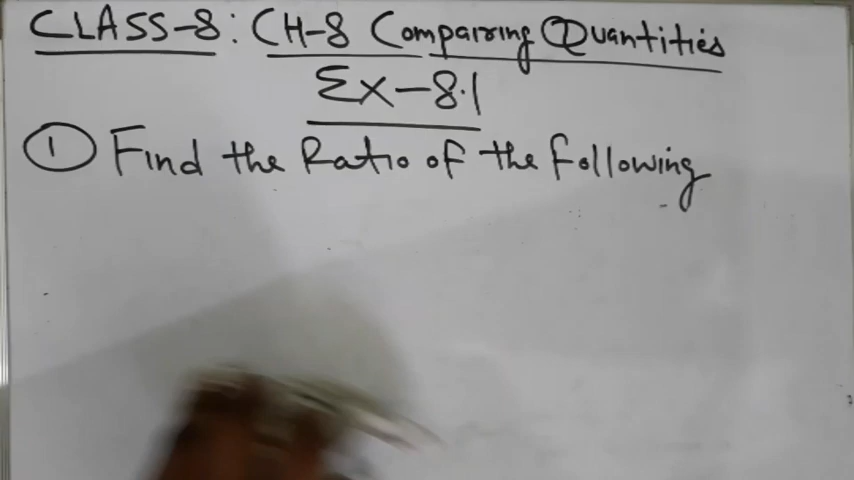 CLASS-8: CH-8 Comparing Quantities
Ex-8.1
① Find the Ratio of the following